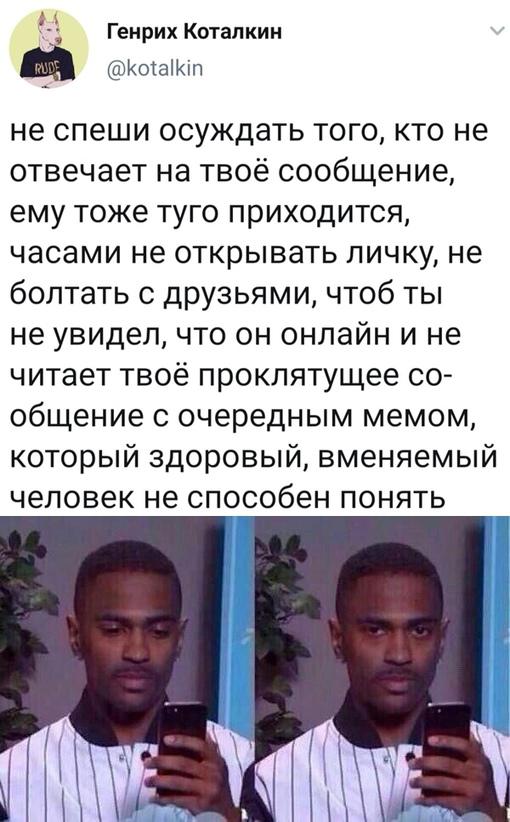 Генрих Коталкин
@kotalkin
RUDE
не спеши осуждать того, кто не
отвечает на твоё сообщение,
ему тоже туго приходится,
часами не открывать личку, не
болтать с друзьями, чтоб ты
не увидел, что он онлайн и не
читает твоё проклятущее со-
общение с очередным мемом,
который здоровый, вменяемый
человек не способен понять